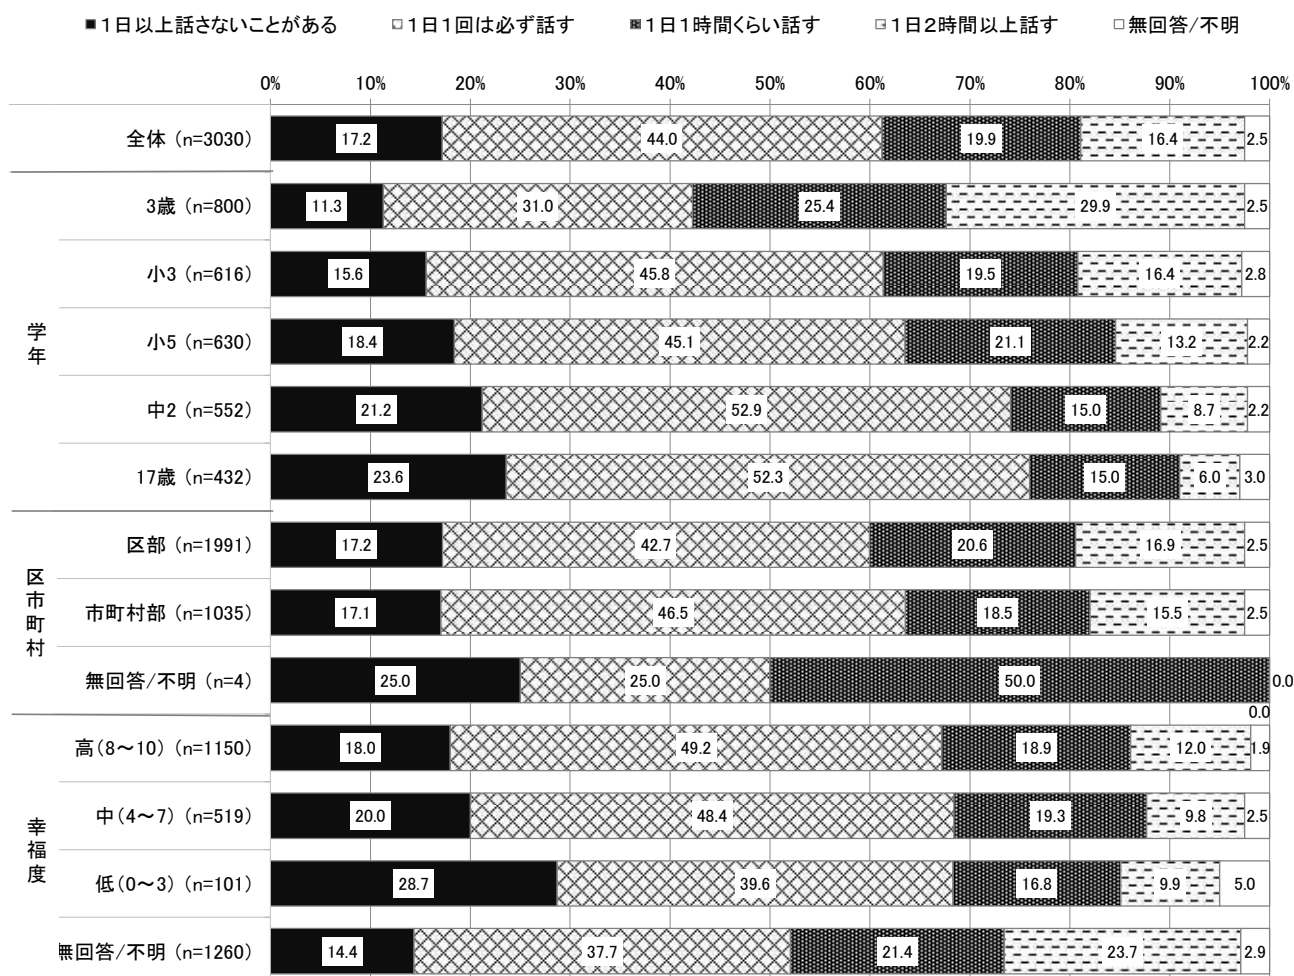 ■１日以上話さないことがある １日１回は必ず話す １日１時間くらい話す １日２時間以上話す □無回答/不明
0% 10% 20% 30% 40% 50% 60% 70% 80% 90% 100%
全体 (n=3030) 17.2 44.0 19.9 16.4 2.5
学年
3歳 (n=800) 11.3 31.0 25.4 29.9 2.5
小3 (n=616) 15.6 45.8 19.5 16.4 2.8
小5 (n=630) 18.4 45.1 21.1 13.2 2.2
中2 (n=552) 21.2 52.9 15.0 8.7 2.2
17歳 (n=432) 23.6 52.3 15.0 6.0 3.0
区市町村
区部 (n=1991) 17.2 42.7 20.6 16.9 2.5
市町村部 (n=1035) 17.1 46.5 18.5 15.5 2.5
無回答/不明 (n=4) 25.0 25.0 50.0 0.0
0.0
幸福度
高(8～10) (n=1150) 18.0 49.2 18.9 12.0 1.9
中(4～7) (n=519) 20.0 48.4 19.3 9.8 2.5
低(0～3) (n=101) 28.7 39.6 16.8 9.9 5.0
無回答/不明 (n=1260) 14.4 37.7 21.4 23.7 2.9